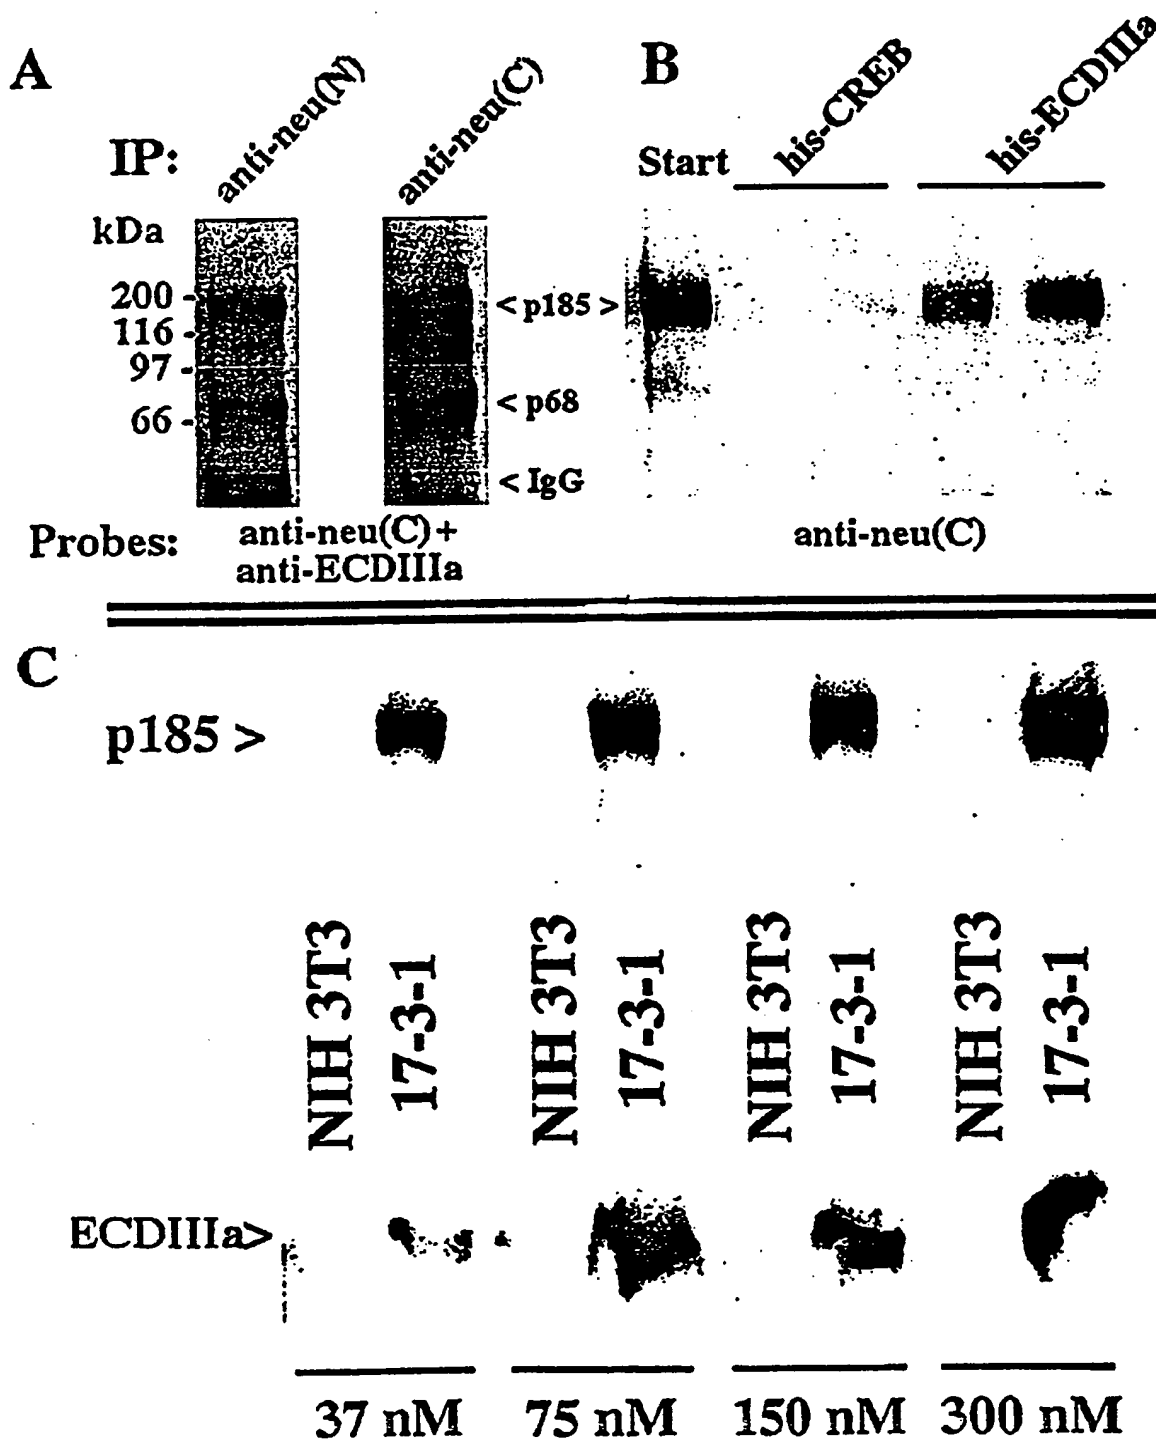 A
IP:
anti-neu(N)
anti-neu(C)
kDa
200 -
116 -
97 -
66 -
< p185 >
< p68
< IgG
Probes:
anti-neu(C)+
anti-ECDIIIa
B
Start
his-CREB
his-ECDIIIa
anti-neu(C)
C
p185 >
NIH 3T3
17-3-1
NIH 3T3
17-3-1
NIH 3T3
17-3-1
NIH 3T3
17-3-1
ECDIIIa>
37 nM
75 nM
150 nM
300 nM